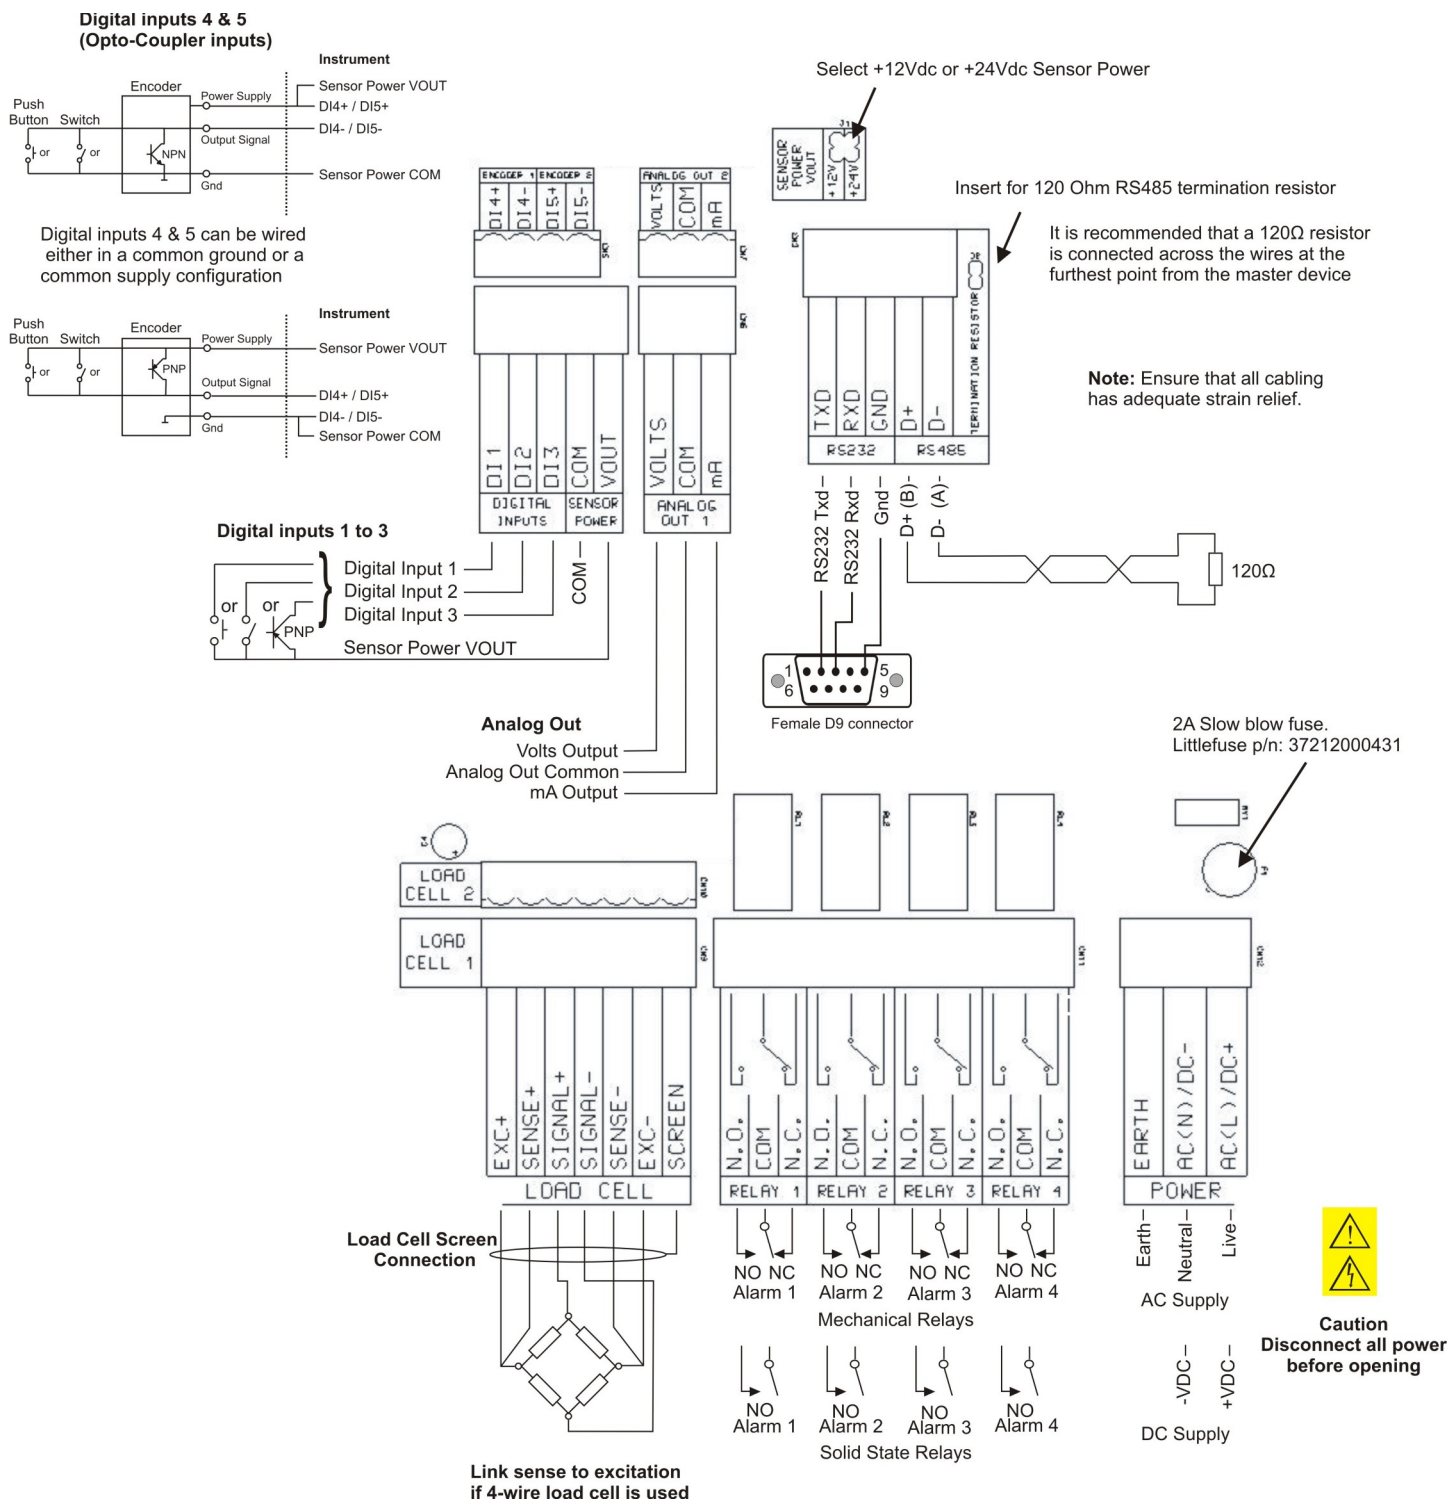 Digital inputs 4 & 5
(Opto-Coupler inputs)
Instrument
Encoder
Power Supply
Sensor Power VOUT
DI4+ / DI5+
Push
Button
Switch
or
or
NPN
Output Signal
DI4- / DI5-
Gnd
Sensor Power COM
Digital inputs 4 & 5 can be wired
either in a common ground or a
common supply configuration
Instrument
Encoder
Power Supply
Sensor Power VOUT
Push
Button
Switch
or
or
PNP
Output Signal
DI4+ / DI5+
DI4- / DI5-
Gnd
Sensor Power COM
ENCODER 1
ENCODER 2
DI4+
DI4-
DI5+
DI5-
ANALOG OUT 2
VOLTS
COM
mA
DI1
DI2
DI3
COM
VOUT
DIGITAL
INPUTS
SENSOR
POWER
VOLTS
COM
mA
ANALOG
OUT 1
Select +12Vdc or +24Vdc Sensor Power
J1
SENSOR
POWER
VOUT
+12V
+24V
Insert for 120 Ohm RS485 termination resistor
It is recommended that a 120Ω resistor
is connected across the wires at the
furthest point from the master device
TERMINATION RESISTOR
TXD
RXD
GND
D+
D-
RS232
RS485
Note: Ensure that all cabling
has adequate strain relief.
RS232 Txd
RS232 Rxd
Gnd
D+ (B)
D- (A)
120Ω
1
5
6
9
Female D9 connector
Digital inputs 1 to 3
Digital Input 1
Digital Input 2
Digital Input 3
or
or
PNP
Sensor Power VOUT
COM
Analog Out
Volts Output
Analog Out Common
mA Output
2A Slow blow fuse.
Littlefuse p/n: 37212000431
RL1
RL2
RL3
RL4
F1
LOAD
CELL 2
CN10
LOAD
CELL 1
CN9
CN11
CN12
EXC+
SENSE+
SIGNAL+
SIGNAL-
SENSE-
EXC-
SCREEN
LOAD CELL
N.O.
COM
N.C.
N.O.
COM
N.C.
N.O.
COM
N.C.
N.O.
COM
N.C.
RELAY 1
RELAY 2
RELAY 3
RELAY 4
EARTH
AC(N)/DC-
AC(L)/DC+
POWER
Load Cell Screen
Connection
NO NC
Alarm 1
NO NC
Alarm 2
NO NC
Alarm 3
NO NC
Alarm 4
Mechanical Relays
NO
Alarm 1
NO
Alarm 2
NO
Alarm 3
NO
Alarm 4
Solid State Relays
Earth
Neutral
Live
AC Supply
-VDC
+VDC
DC Supply
Caution
Disconnect all power
before opening
Link sense to excitation
if 4-wire load cell is used